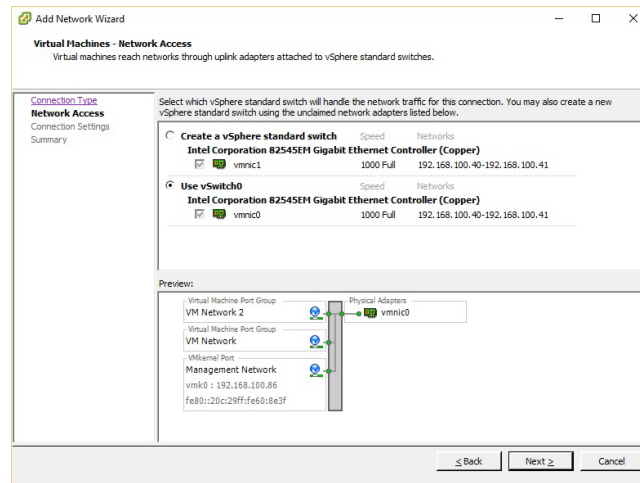 Add Network Wizard
Virtual Machines - Network Access
Virtual machines reach networks through uplink adapters attached to vSphere standard switches.
Connection Type
Network Access
Connection Settings
Summary
Select which vSphere standard switch will handle the network traffic for this connection. You may also create a new
vSphere standard switch using the unclaimed network adapters listed below.
Create a vSphere standard switch Speed Networks
Intel Corporation 82545EM Gigabit Ethernet Controller (Copper)
vmnic1 1000 Full 192.168.100.40-192.168.100.41
Use vSwitch0 Speed Networks
Intel Corporation 82545EM Gigabit Ethernet Controller (Copper)
vmnic0 1000 Full 192.168.100.40-192.168.100.41
Preview:
Virtual Machine Port Group Physical Adapters
VM Network 2 vmnic0
Virtual Machine Port Group
VM Network
VMkernel Port
Management Network
vmk0 : 192.168.100.86
fe80::20c:29ff:fe60:8e3f
< Back Next > Cancel